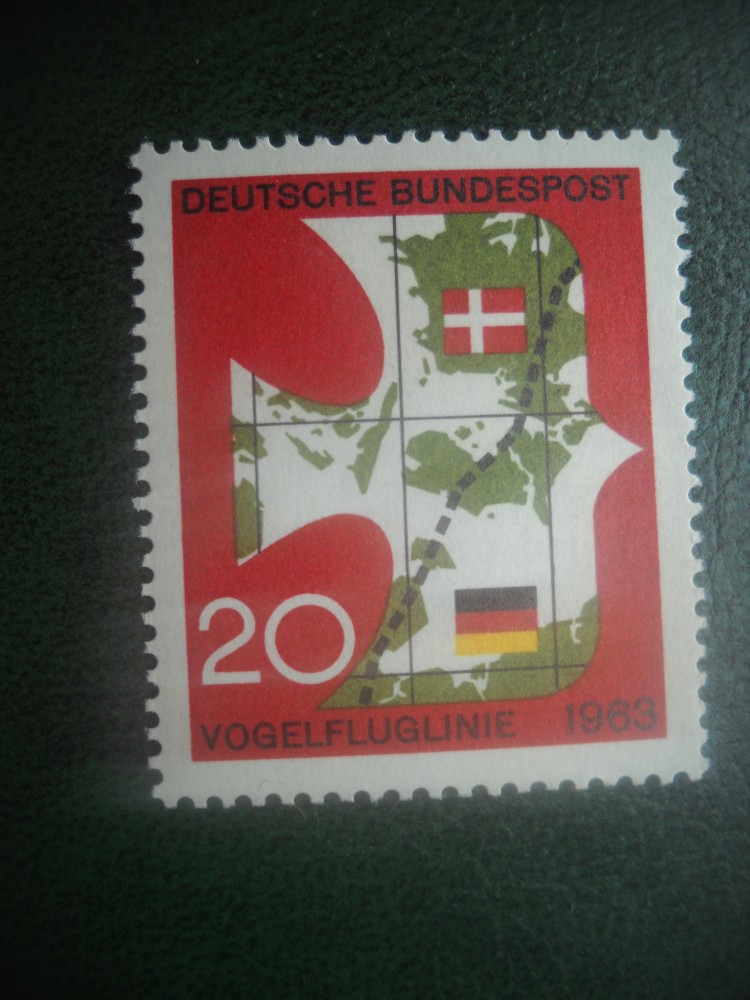 DEUTSCHE BUNDESPOST
20
VOGELFLUGLINIE 1963